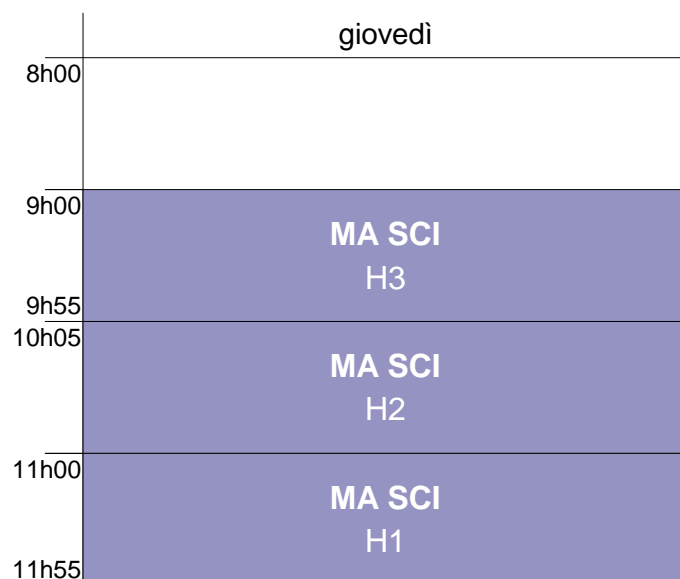 giovedì
8h00
9h00
MA SCI
H3
9h55
10h05
MA SCI
H2
11h00
MA SCI
H1
11h55